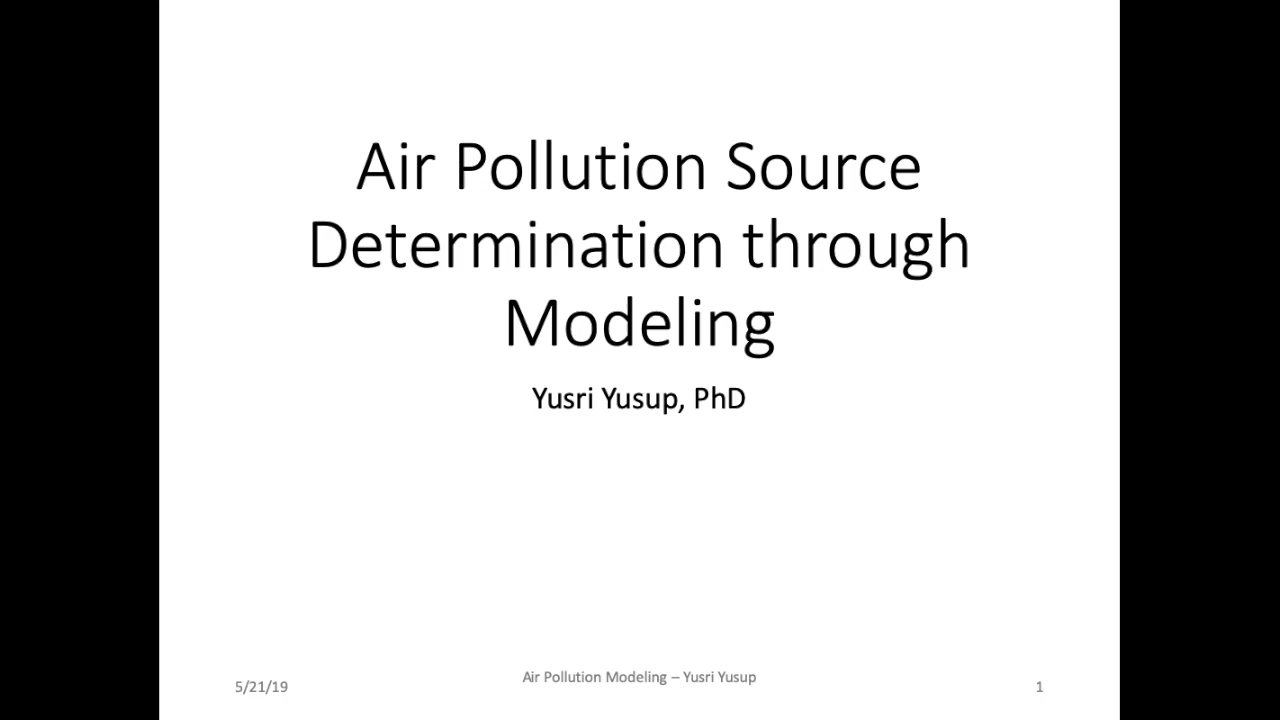 Air Pollution Source
Determination through
Modeling
Yusri Yusup, PhD
5/21/19
Air Pollution Modeling – Yusri Yusup
1